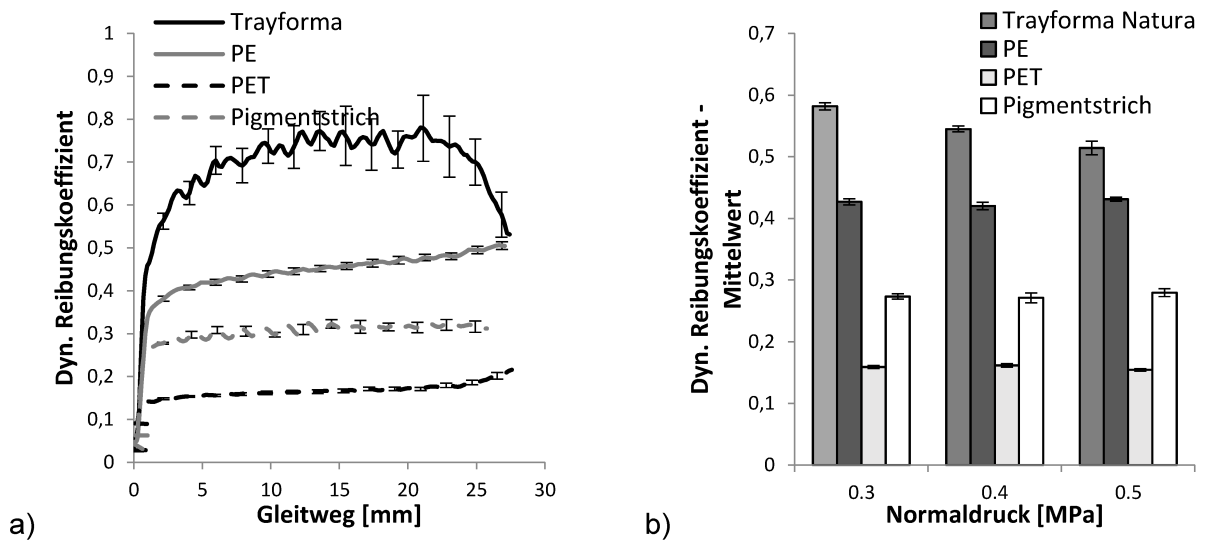 Trayforma
PE
PET
Pigmentstrich
1
0,9
0,8
0,7
0,6
0,5
0,4
0,3
0,2
0,1
0
Dyn. Reibungskoeffizient
0 5 10 15 20 25 30
Gleitweg [mm]
a)
Trayforma Natura
PE
PET
Pigmentstrich
0,7
0,6
0,5
0,4
0,3
0,2
0,1
0
Dyn. Reibungskoeffizient -
Mittelwert
0.3 0.4 0.5
Normaldruck [MPa]
b)